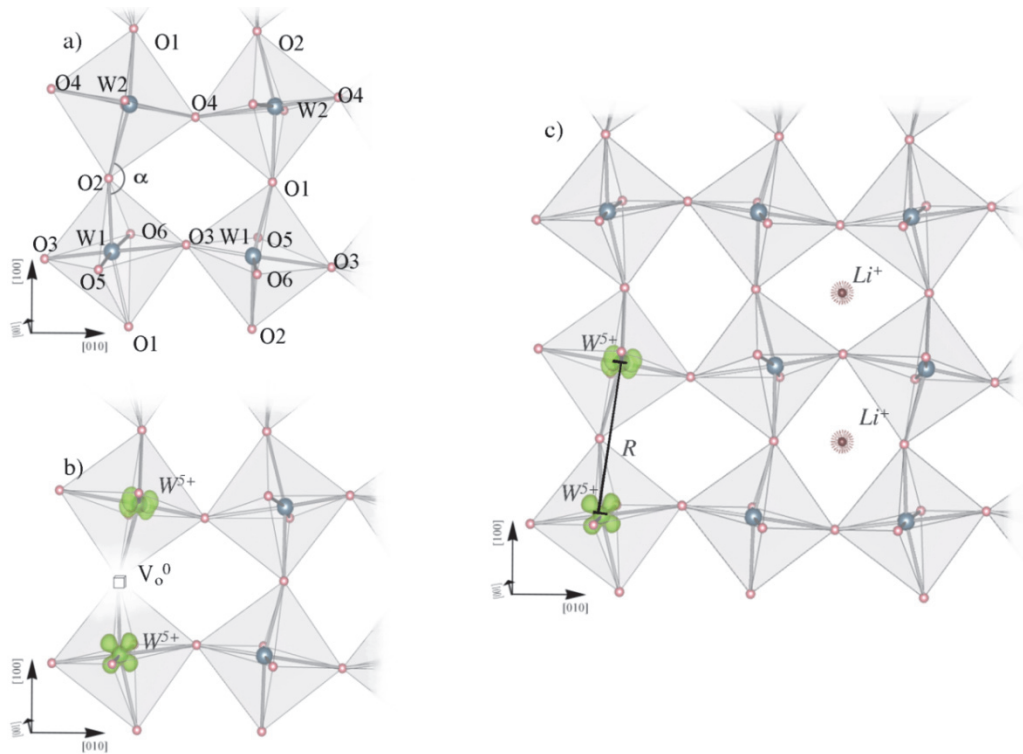 a)
O1
O2
O4
W2
O4
W2
O4
O2
α
O1
O3
W1
O6
O3
W1
O5
O3
O5
O6
O1
O2
[100]
[010]
b)
W5+
Vo0
W5+
[100]
[010]
c)
Li+
W5+
Li+
R
W5+
[100]
[010]